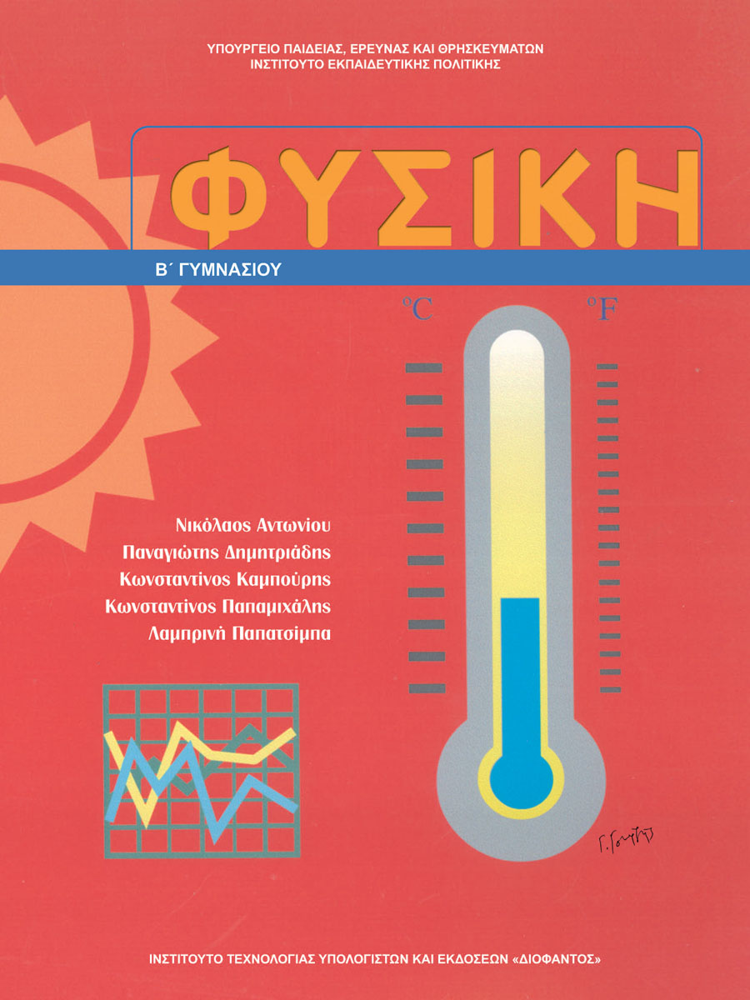 ΥΠΟΥΡΓΕΙΟ ΠΑΙΔΕΙΑΣ, ΕΡΕΥΝΑΣ ΚΑΙ ΘΡΗΣΚΕΥΜΑΤΩΝ
ΙΝΣΤΙΤΟΥΤΟ ΕΚΠΑΙΔΕΥΤΙΚΗΣ ΠΟΛΙΤΙΚΗΣ
ΦΥΣΙΚΗ
Β΄ ΓΥΜΝΑΣΙΟΥ
°C °F
Νικόλαος Αντωνίου
Παναγιώτης Δημητριάδης
Κωνσταντίνος Καμπούρης
Κωνσταντίνος Παπαμιχάλης
Λαμπρινή Παπατσίμπα
ΙΝΣΤΙΤΟΥΤΟ ΤΕΧΝΟΛΟΓΙΑΣ ΥΠΟΛΟΓΙΣΤΩΝ ΚΑΙ ΕΚΔΟΣΕΩΝ «ΔΙΟΦΑΝΤΟΣ»